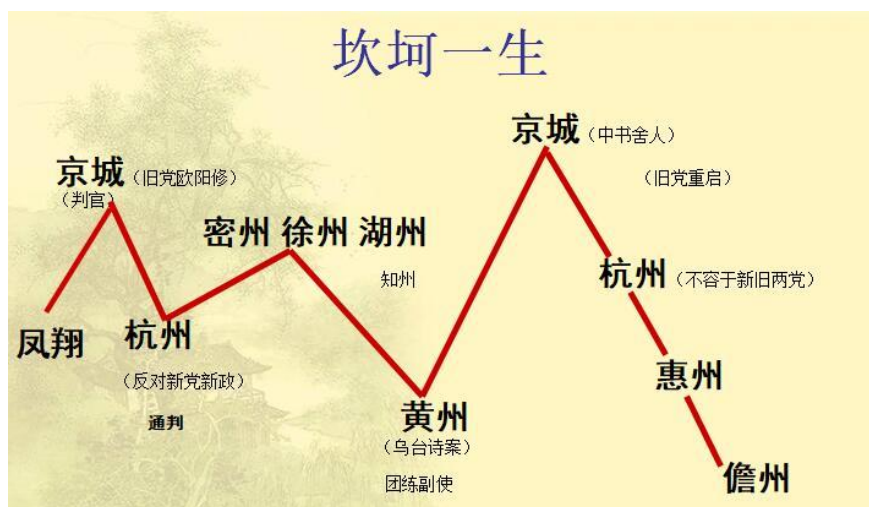 坎坷一生
京城（中书舍人）
（旧党重启）
京城（旧党欧阳修）
（判官）
密州 徐州 湖州
知州
杭州（不容于新旧两党）
凤翔
杭州
（反对新党新政）
通判
惠州
黄州
（乌台诗案）
团练副使
儋州